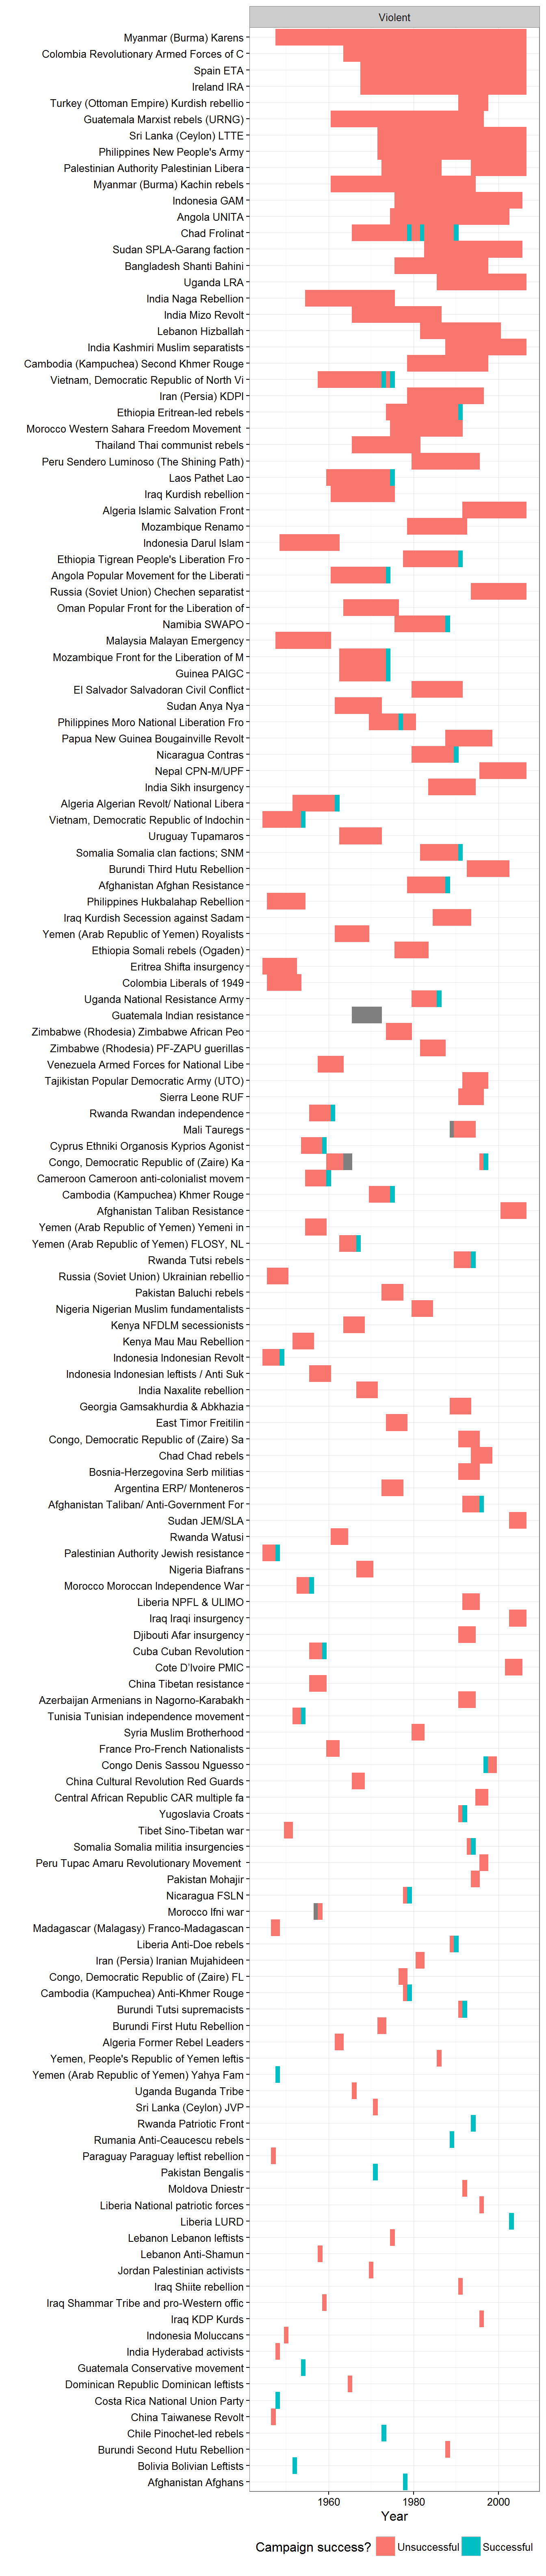 Violent
Myanmar (Burma) Karens
Colombia Revolutionary Armed Forces of C
Spain ETA
Ireland IRA
Turkey (Ottoman Empire) Kurdish rebellio
Guatemala Marxist rebels (URNG)
Sri Lanka (Ceylon) LTTE
Philippines New People's Army
Palestinian Authority Palestinian Libera
Myanmar (Burma) Kachin rebels
Indonesia GAM
Angola UNITA
Chad Frolinat
Sudan SPLA-Garang faction
Bangladesh Shanti Bahini
Uganda LRA
India Naga Rebellion
India Mizo Revolt
Lebanon Hizballah
India Kashmiri Muslim separatists
Cambodia (Kampuchea) Second Khmer Rouge
Vietnam, Democratic Republic of North Vi
Iran (Persia) KDPI
Ethiopia Eritrean-led rebels
Morocco Western Sahara Freedom Movement
Thailand Thai communist rebels
Peru Sendero Luminoso (The Shining Path)
Laos Pathet Lao
Iraq Kurdish rebellion
Algeria Islamic Salvation Front
Mozambique Renamo
Indonesia Darul Islam
Ethiopia Tigrean People's Liberation Fro
Angola Popular Movement for the Liberati
Russia (Soviet Union) Chechen separatist
Oman Popular Front for the Liberation of
Namibia SWAPO
Malaysia Malayan Emergency
Mozambique Front for the Liberation of M
Guinea PAIGC
El Salvador Salvadoran Civil Conflict
Sudan Anya Nya
Philippines Moro National Liberation Fro
Papua New Guinea Bougainville Revolt
Nicaragua Contras
Nepal CPN-M/UPF
India Sikh insurgency
Algeria Algerian Revolt/ National Libera
Vietnam, Democratic Republic of Indochin
Uruguay Tupamaros
Somalia Somalia clan factions; SNM
Burundi Third Hutu Rebellion
Afghanistan Afghan Resistance
Philippines Hukbalahap Rebellion
Iraq Kurdish Secession against Sadam
Yemen (Arab Republic of Yemen) Royalists
Ethiopia Somali rebels (Ogaden)
Eritrea Shifta insurgency
Colombia Liberals of 1949
Uganda National Resistance Army
Guatemala Indian resistance
Zimbabwe (Rhodesia) Zimbabwe African Peo
Zimbabwe (Rhodesia) PF-ZAPU guerillas
Venezuela Armed Forces for National Libe
Tajikistan Popular Democratic Army (UTO)
Sierra Leone RUF
Rwanda Rwandan independence
Mali Tauregs
Cyprus Ethniki Organosis Kyprios Agonist
Congo, Democratic Republic of (Zaire) Ka
Cameroon Cameroon anti-colonialist movem
Cambodia (Kampuchea) Khmer Rouge
Afghanistan Taliban Resistance
Yemen (Arab Republic of Yemen) Yemeni in
Yemen (Arab Republic of Yemen) FLOSY, NL
Rwanda Tutsi rebels
Russia (Soviet Union) Ukrainian rebellio
Pakistan Baluchi rebels
Nigeria Nigerian Muslim fundamentalists
Kenya NFDLM secessionists
Kenya Mau Mau Rebellion
Indonesia Indonesian Revolt
Indonesia Indonesian leftists / Anti Suk
India Naxalite rebellion
Georgia Gamsakhurdia & Abkhazia
East Timor Freitilin
Congo, Democratic Republic of (Zaire) Sa
Chad Chad rebels
Bosnia-Herzegovina Serb militias
Argentina ERP/ Monteneros
Afghanistan Taliban/ Anti-Government For
Sudan JEM/SLA
Rwanda Watusi
Palestinian Authority Jewish resistance
Nigeria Biafrans
Morocco Moroccan Independence War
Liberia NPFL & ULIMO
Iraq Iraqi insurgency
Djibouti Afar insurgency
Cuba Cuban Revolution
Cote D'Ivoire PMIC
China Tibetan resistance
Azerbaijan Armenians in Nagorno-Karabakh
Tunisia Tunisian independence movement
Syria Muslim Brotherhood
France Pro-French Nationalists
Congo Denis Sassou Nguesso
China Cultural Revolution Red Guards
Central African Republic CAR multiple fa
Yugoslavia Croats
Tibet Sino-Tibetan war
Somalia Somalia militia insurgencies
Peru Tupac Amaru Revolutionary Movement
Pakistan Mohajir
Nicaragua FSLN
Morocco Ifni war
Madagascar (Malagasy) Franco-Madagascan
Liberia Anti-Doe rebels
Iran (Persia) Iranian Mujahideen
Congo, Democratic Republic of (Zaire) FL
Cambodia (Kampuchea) Anti-Khmer Rouge
Burundi Tutsi supremacists
Burundi First Hutu Rebellion
Algeria Former Rebel Leaders
Yemen, People's Republic of Yemen leftis
Yemen (Arab Republic of Yemen) Yahya Fam
Uganda Buganda Tribe
Sri Lanka (Ceylon) JVP
Rwanda Patriotic Front
Rumania Anti-Ceaucescu rebels
Paraguay Paraguay leftist rebellion
Pakistan Bengalis
Moldova Dniestr
Liberia National patriotic forces
Liberia LURD
Lebanon Lebanon leftists
Lebanon Anti-Shamun
Jordan Palestinian activists
Iraq Shiite rebellion
Iraq Shammar Tribe and pro-Western offic
Iraq KDP Kurds
Indonesia Moluccans
India Hyderabad activists
Guatemala Conservative movement
Dominican Republic Dominican leftists
Costa Rica National Union Party
China Taiwanese Revolt
Chile Pinochet-led rebels
Burundi Second Hutu Rebellion
Bolivia Bolivian Leftists
Afghanistan Afghans
1960 1980 2000
Year
Campaign success? Unsuccessful Successful